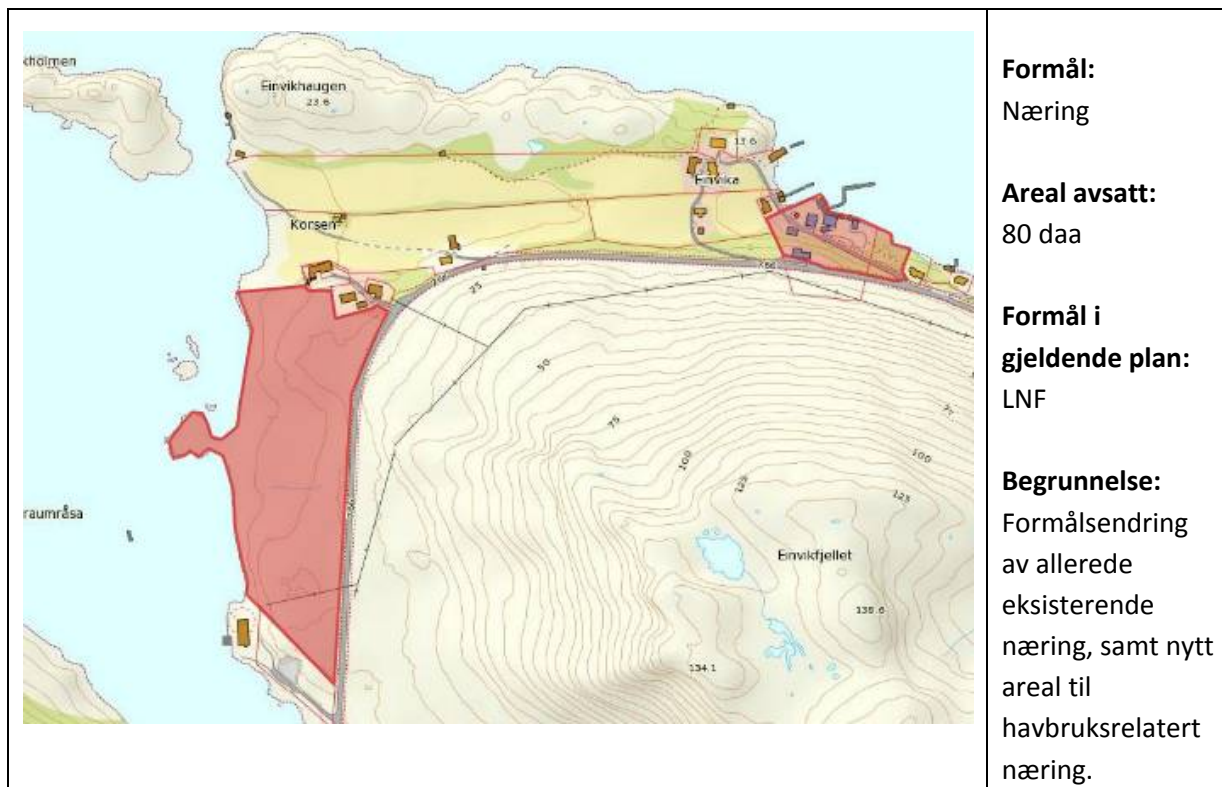 kholmen
Einvikhaugen
23.6
13.6
Einvika
Korsen
25
50
75
100
125
100
125
Einvikfjellet
138.6
134.1
raumråsa
Formål:
Næring
Areal avsatt:
80 daa
Formål i
gjeldende plan:
LNF
Begrunnelse:
Formålsendring
av allerede
eksisterende
næring, samt nytt
areal til
havbruksrelatert
næring.